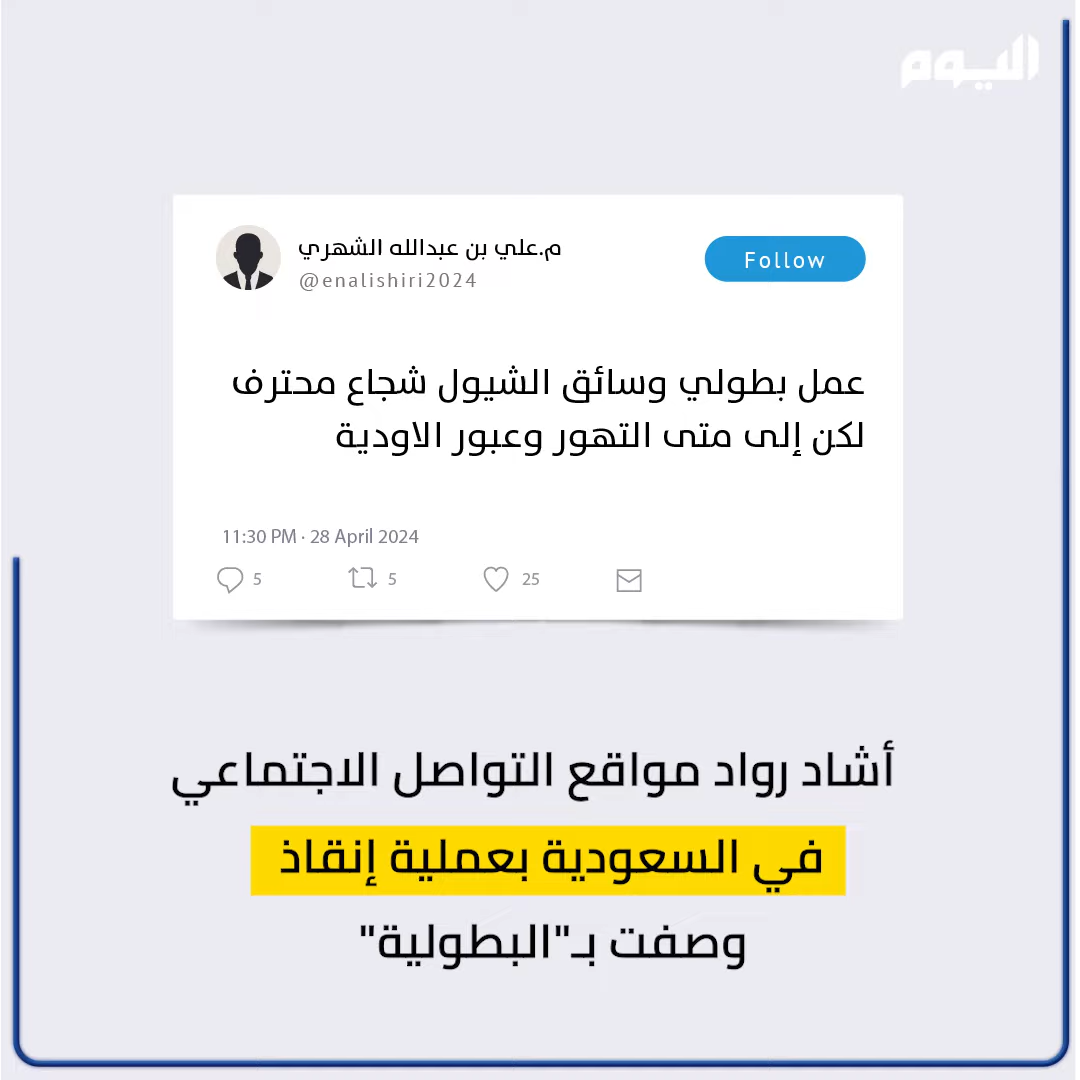 اليوم
م.علي بن عبدالله الشهري
@enalishiri2024
Follow
عمل بطولي وسائق الشيول شجاع محترف
لكن إلى متى التهور وعبور الاودية
11:30 PM · 28 April 2024
5 5 25
أشاد رواد مواقع التواصل الاجتماعي
في السعودية بعملية إنقاذ
وصفت بـ"البطولية"